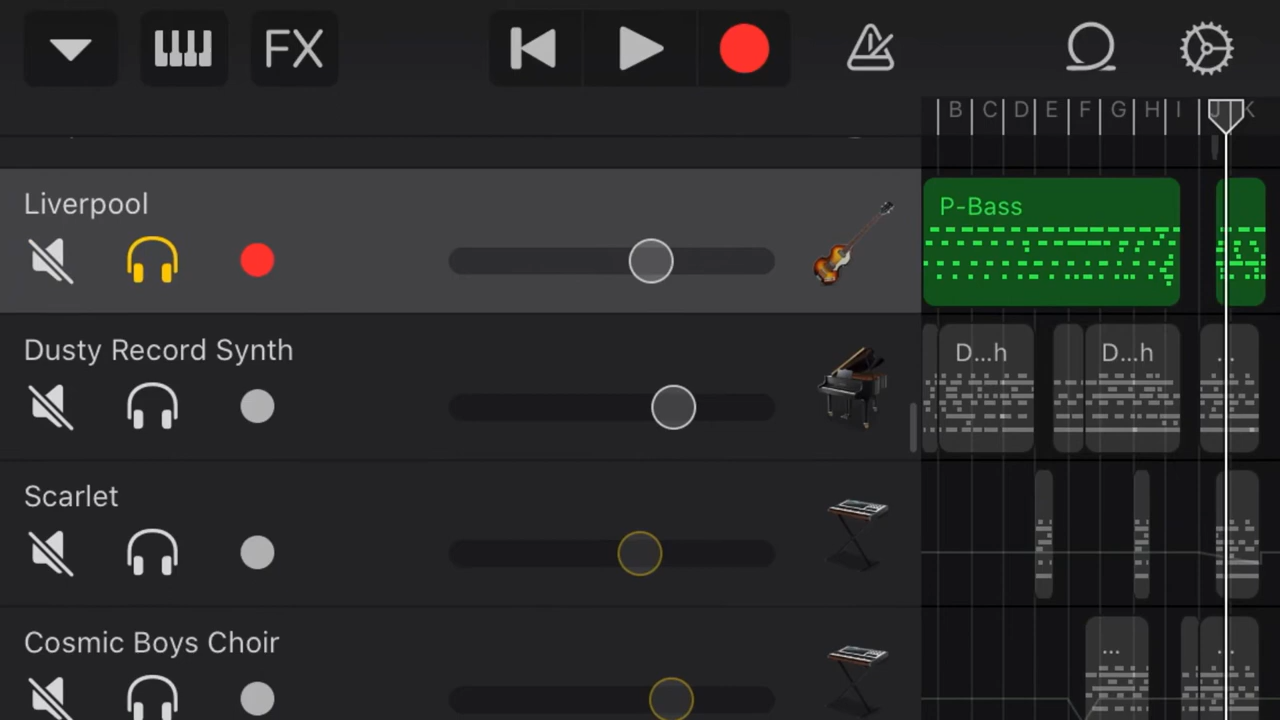 FX
B C D E F G H I J K
Liverpool
P-Bass
Dusty Record Synth
D...h D...h ...
Scarlet
Cosmic Boys Choir
... ...